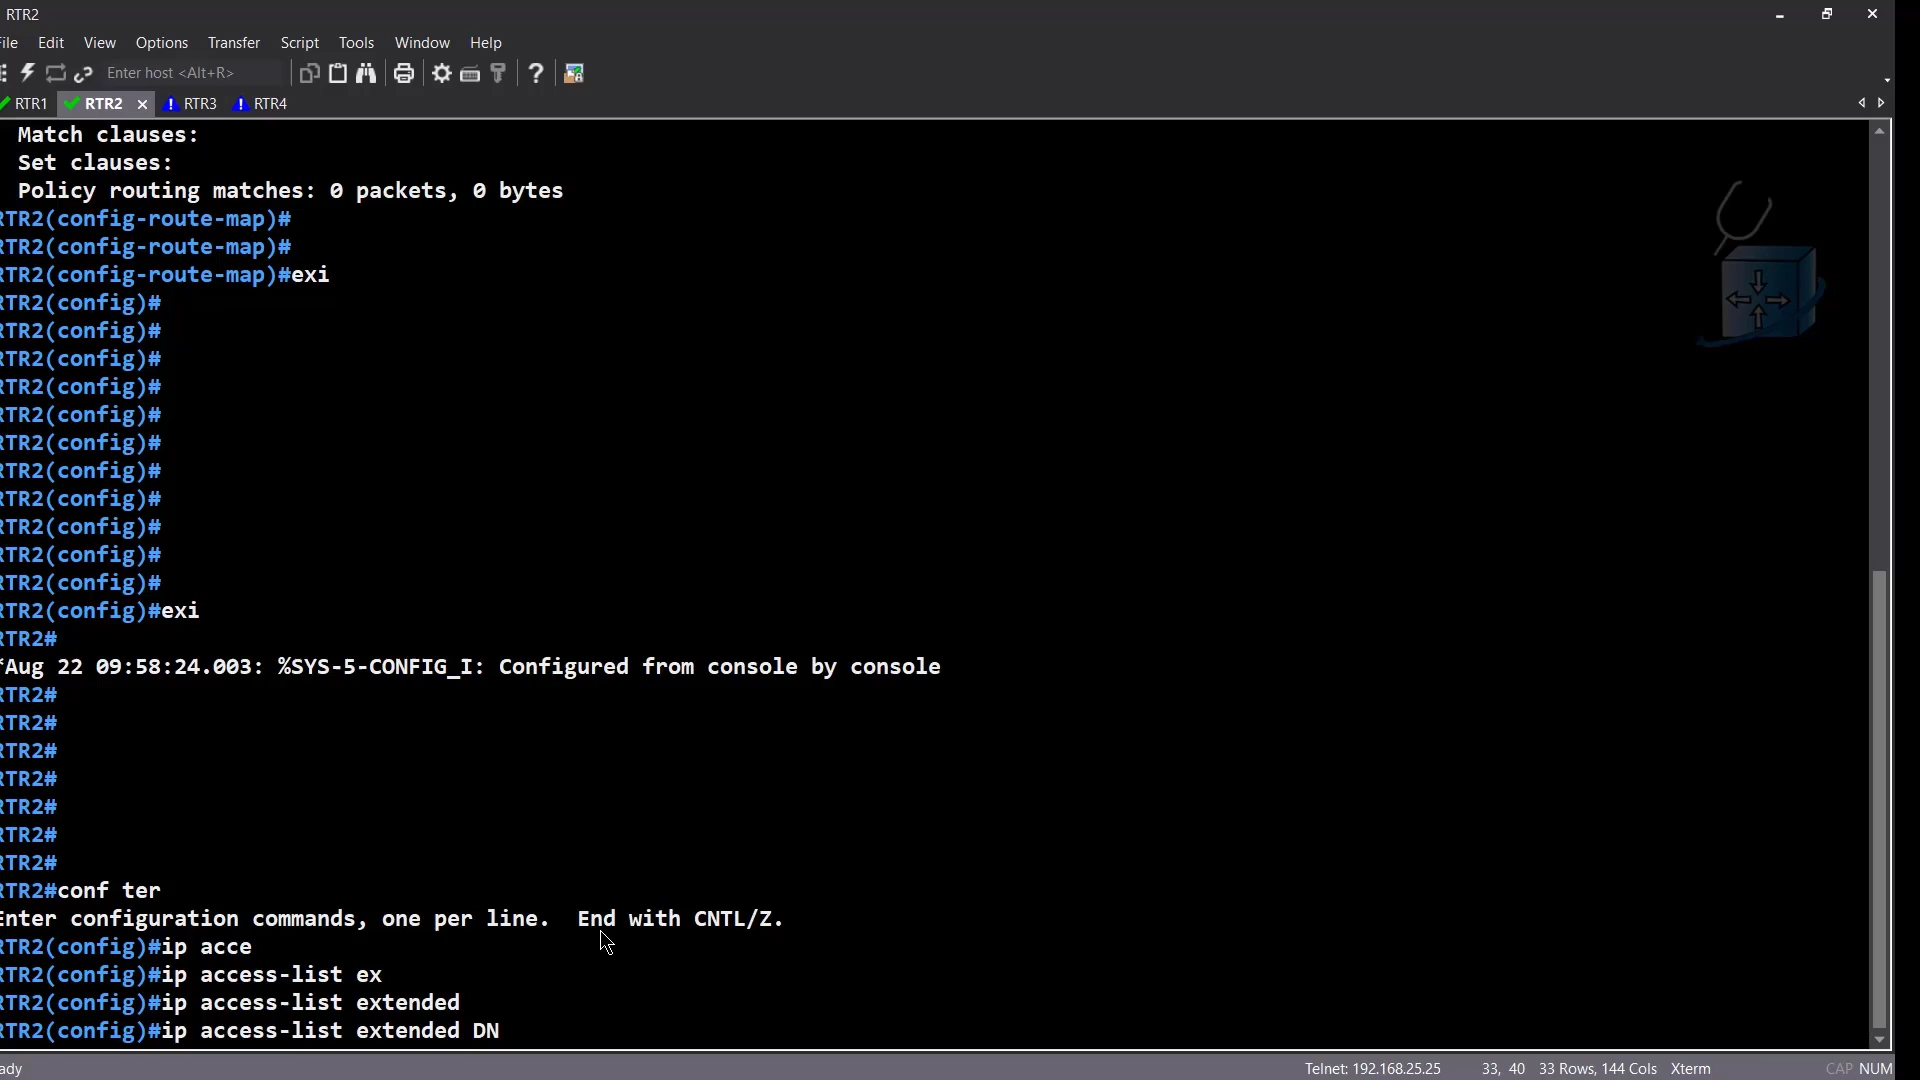 RTR2
ile Edit View Options Transfer Script Tools Window Help
Enter host <Alt+R>
RTR1 RTR2 RTR3 RTR4
Match clauses:
Set clauses:
Policy routing matches: 0 packets, 0 bytes
RTR2(config-route-map)#
RTR2(config-route-map)#
RTR2(config-route-map)#exi
RTR2(config)#
RTR2(config)#
RTR2(config)#
RTR2(config)#
RTR2(config)#
RTR2(config)#
RTR2(config)#
RTR2(config)#
RTR2(config)#
RTR2(config)#
RTR2(config)#
RTR2(config)#exi
RTR2#
*Aug 22 09:58:24.003: %SYS-5-CONFIG_I: Configured from console by console
RTR2#
RTR2#
RTR2#
RTR2#
RTR2#
RTR2#
RTR2#
RTR2#conf ter
Enter configuration commands, one per line.  End with CNTL/Z.
RTR2(config)#ip acce
RTR2(config)#ip access-list ex
RTR2(config)#ip access-list extended
RTR2(config)#ip access-list extended DN
ady Telnet: 192.168.25.25 33, 40 33 Rows, 144 Cols Xterm CAP NUM